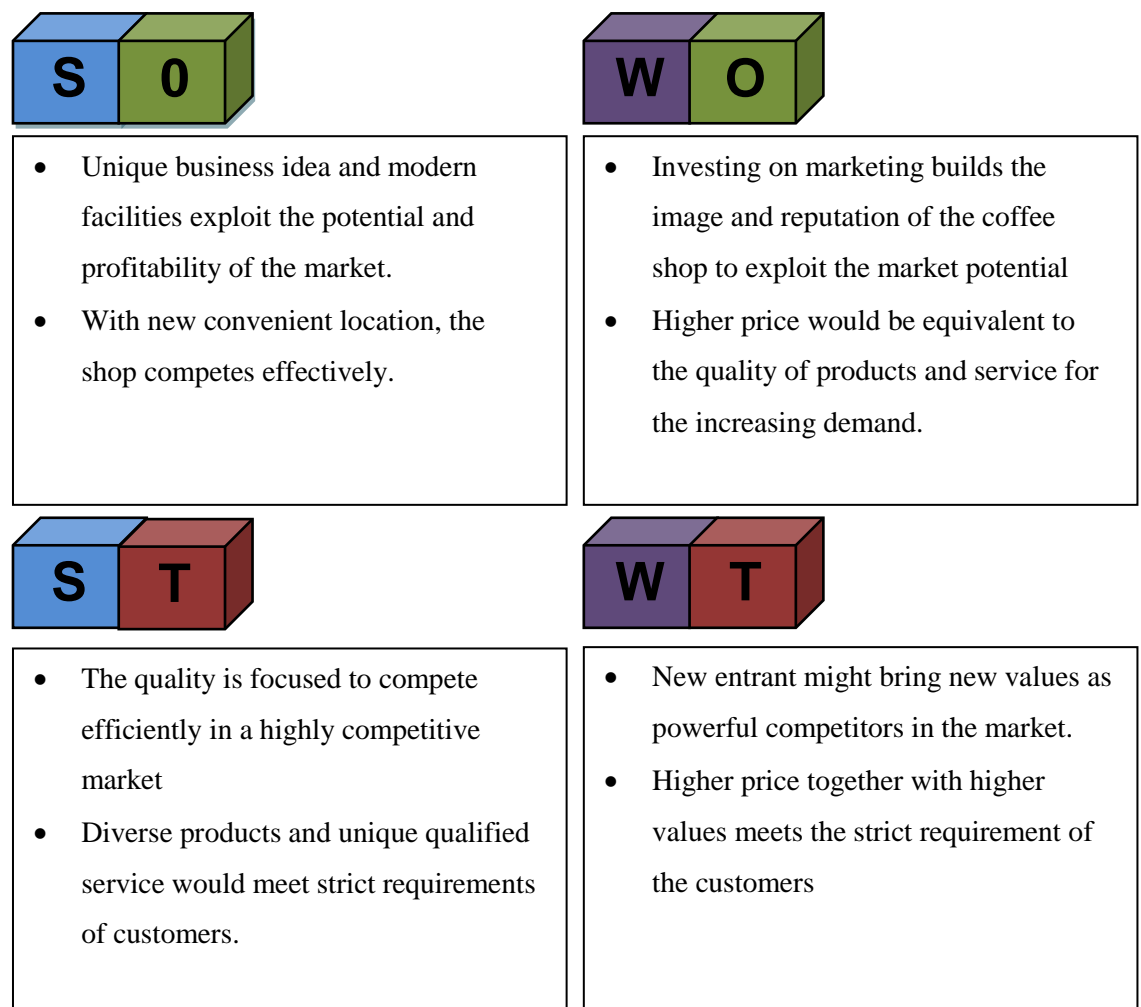 S 0
• Unique business idea and modern
facilities exploit the potential and
profitability of the market.
• With new convenient location, the
shop competes effectively.
W O
• Investing on marketing builds the
image and reputation of the coffee
shop to exploit the market potential
• Higher price would be equivalent to
the quality of products and service for
the increasing demand.
S T
• The quality is focused to compete
efficiently in a highly competitive
market
• Diverse products and unique qualified
service would meet strict requirements
of customers.
W T
• New entrant might bring new values as
powerful competitors in the market.
• Higher price together with higher
values meets the strict requirement of
the customers